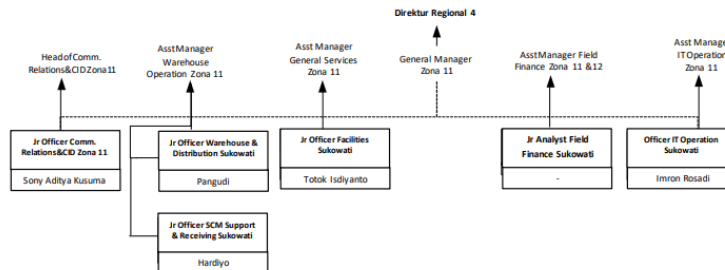 Direktur Regional 4
Head of Comm.
Relations&CID Zona 11
Asst Manager
Warehouse
Operation Zona 11
Asst Manager
General Services
Zona 11
General Manager
Zona 11
Asst Manager Field
Finance Zona 11 &12
Asst Manage
IT Operation
Zona 11
Jr Officer Comm.
Relations&CID Zona 11
Sony Aditya Kusuma
Jr Officer Warehouse &
Distribution Sukowati
Pangudi
Jr Officer Facilities
Sukowati
Totok Isdiyanto
Jr Analyst Field
Finance Sukowati
-
Officer IT Operation
Sukowati
Imron Rosadi
Jr Officer SCM Support
& Receiving Sukowati
Hardiyo